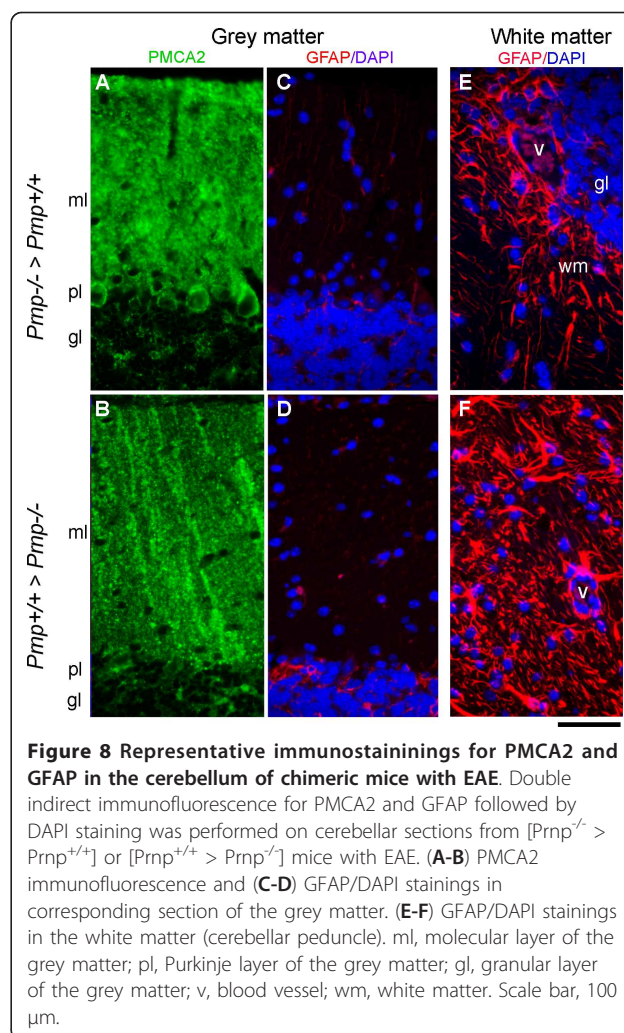 Grey matter White matter
PMCA2 GFAP/DAPI GFAP/DAPI
Pmp-/- > Pmp+/+
A C E
v
gl
ml
wm
pl
gl
Pmp+/+ > Pmp-/-
B D F
ml
v
pl
gl
Figure 8 Representative immunostaininings for PMCA2 and
GFAP in the cerebellum of chimeric mice with EAE. Double
indirect immunofluorescence for PMCA2 and GFAP followed by
DAPI staining was performed on cerebellar sections from [Prnp-/- >
Prnp+/+] or [Prnp+/+ > Prnp-/-] mice with EAE. (A-B) PMCA2
immunofluorescence and (C-D) GFAP/DAPI stainings in
corresponding section of the grey matter. (E-F) GFAP/DAPI stainings
in the white matter (cerebellar peduncle). ml, molecular layer of the
grey matter; pl, Purkinje layer of the grey matter; gl, granular layer
of the grey matter; v, blood vessel; wm, white matter. Scale bar, 100
μm.